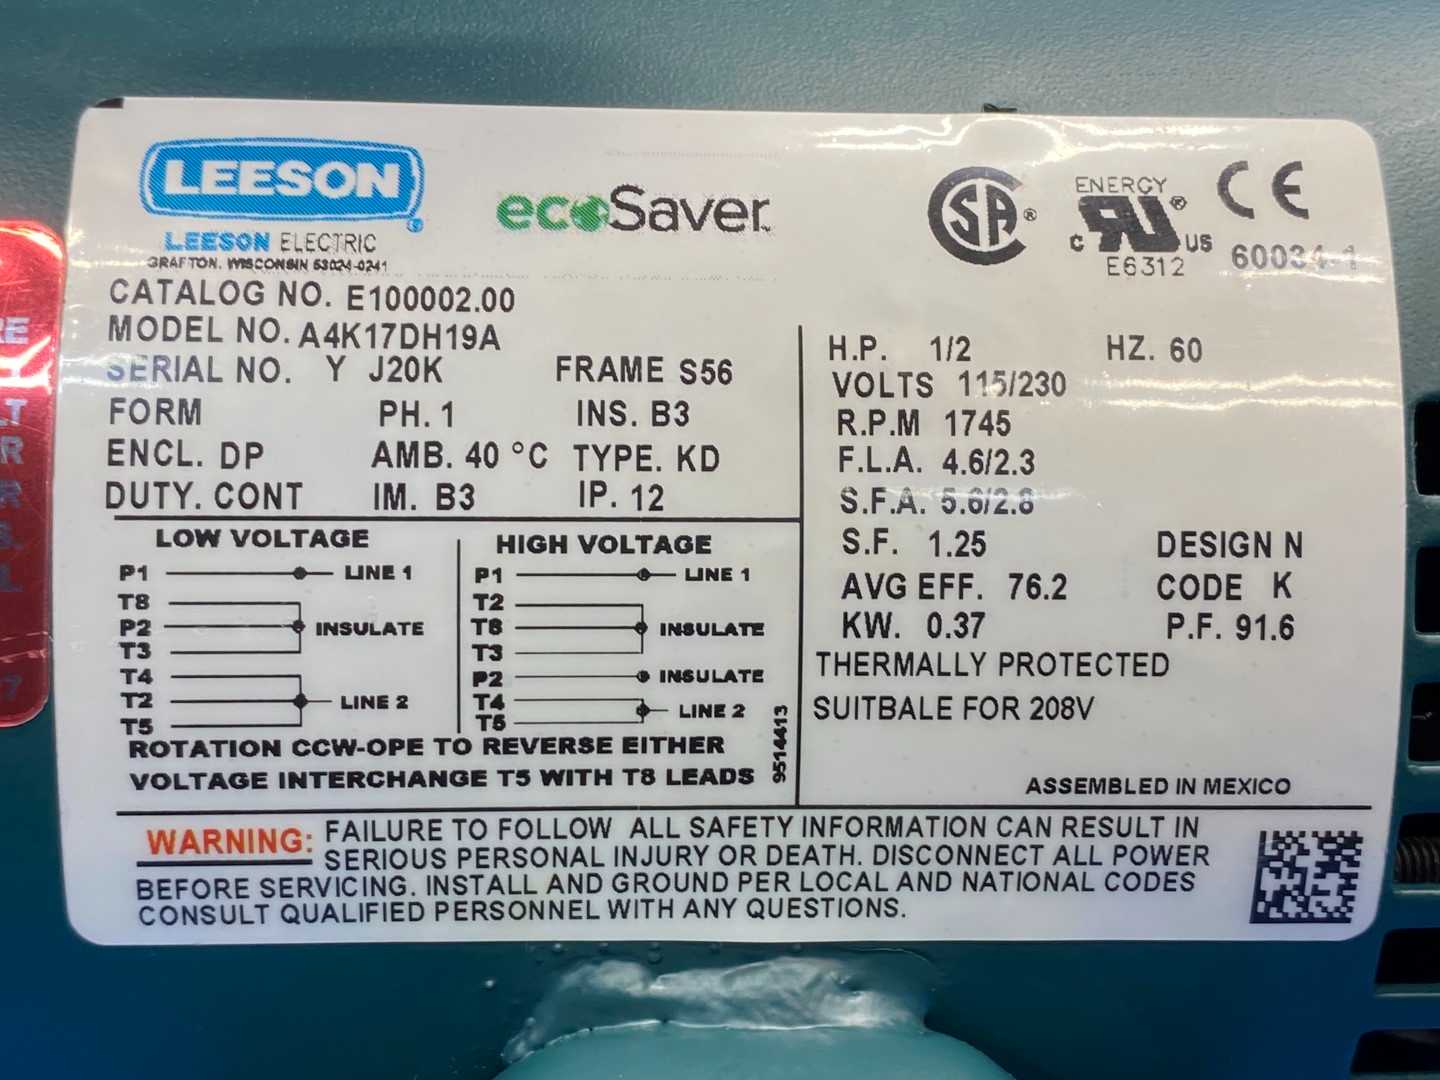 LEESON
LEESON ELECTRIC
GRAFTON, WISCONSIN 53024-0241
ecoSaver
CSA
ENERGY
C UR US
E6312
CE
60034-1
CATALOG NO. E100002.00
MODEL NO. A4K17DH19A
SERIAL NO. Y J20K FRAME S56
FORM PH. 1 INS. B3
ENCL. DP AMB. 40 °C TYPE. KD
DUTY. CONT IM. B3 IP. 12
H.P. 1/2 HZ. 60
VOLTS 115/230
R.P.M 1745
F.L.A. 4.6/2.3
S.F.A. 5.6/2.8
S.F. 1.25 DESIGN N
AVG EFF. 76.2 CODE K
KW. 0.37 P.F. 91.6
THERMALLY PROTECTED
SUITBALE FOR 208V
ASSEMBLED IN MEXICO
LOW VOLTAGE
P1 LINE 1
T8
P2 INSULATE
T3
T4
T2 LINE 2
T5
HIGH VOLTAGE
P1 LINE 1
T2
T8 INSULATE
T3
P2 INSULATE
T4 LINE 2
T5
ROTATION CCW-OPE TO REVERSE EITHER
VOLTAGE INTERCHANGE T5 WITH T8 LEADS
9514413
WARNING: FAILURE TO FOLLOW ALL SAFETY INFORMATION CAN RESULT IN
SERIOUS PERSONAL INJURY OR DEATH. DISCONNECT ALL POWER
BEFORE SERVICING. INSTALL AND GROUND PER LOCAL AND NATIONAL CODES
CONSULT QUALIFIED PERSONNEL WITH ANY QUESTIONS.